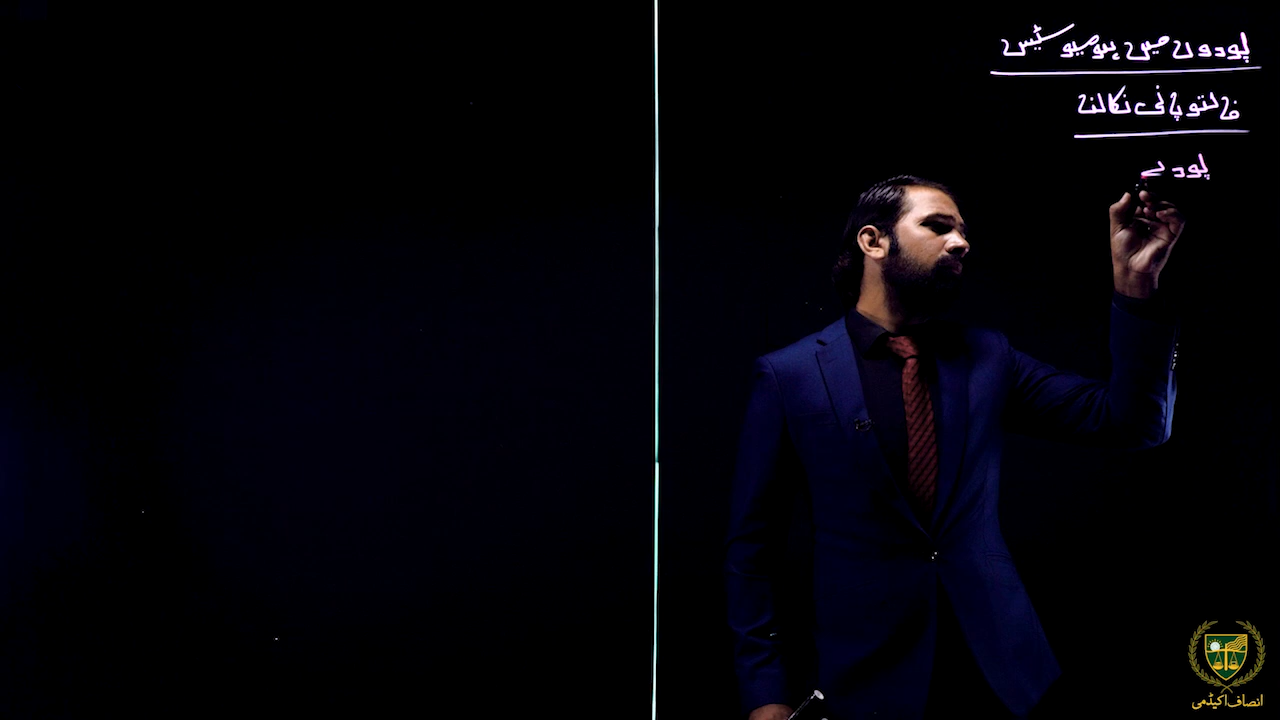 پودوں میں ہومیوسٹیسس
فالتو پانی نکالنا
پودے
انصاف اکیڈمی